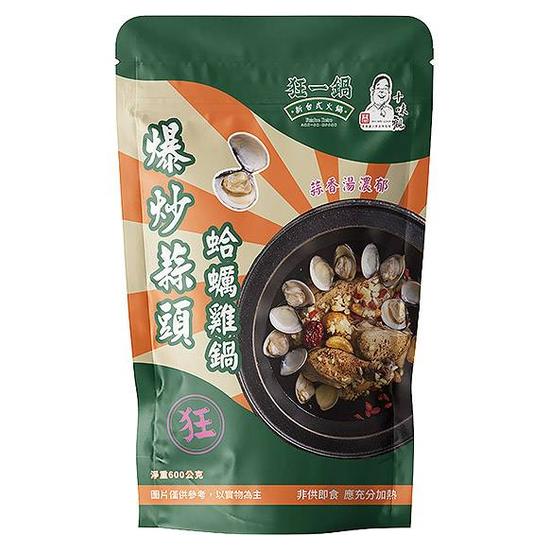 狂一鍋
新台式火鍋
十味觀
爆炒蒜頭
蛤蠣雞鍋
蒜香湯濃郁
狂
淨重600公克
圖片僅供參考，以實物為主
非供即食 應充分加熱